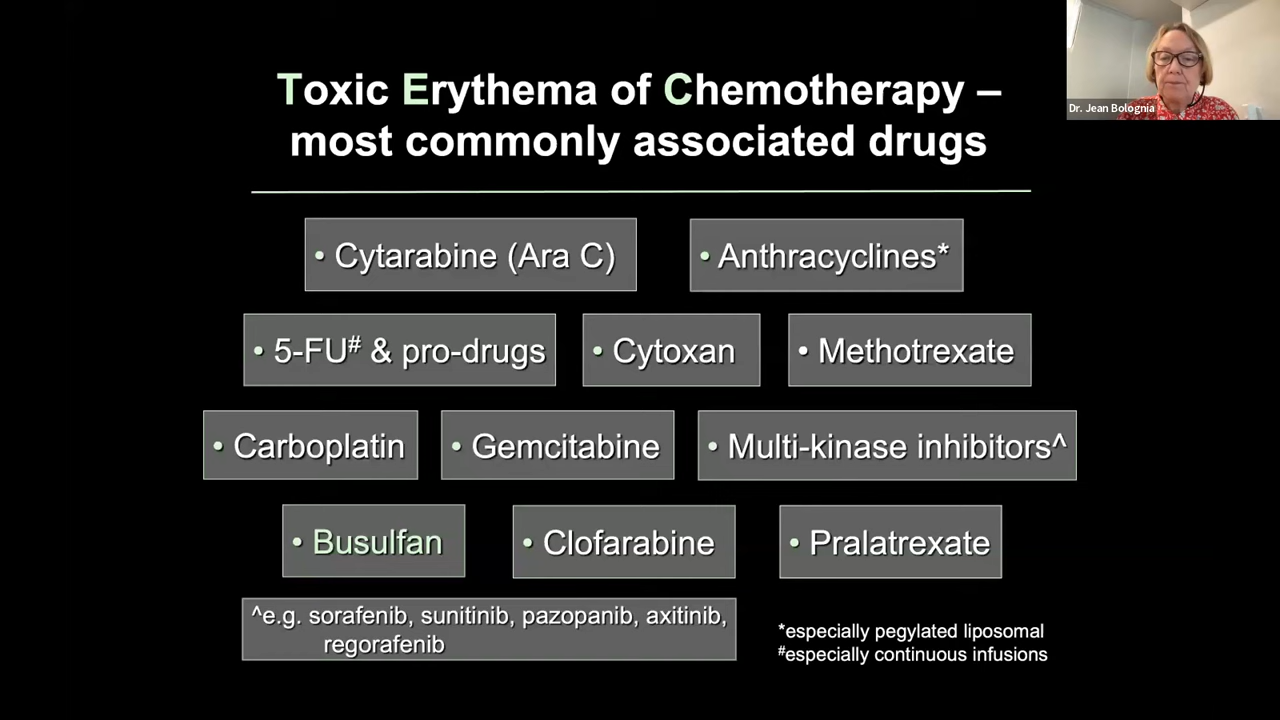 Toxic Erythema of Chemotherapy –
most commonly associated drugs
Dr. Jean Bolognia
• Cytarabine (Ara C)
• Anthracyclines*
• 5-FU# & pro-drugs
• Cytoxan
• Methotrexate
• Carboplatin
• Gemcitabine
• Multi-kinase inhibitors^
• Busulfan
• Clofarabine
• Pralatrexate
^e.g. sorafenib, sunitinib, pazopanib, axitinib,
regorafenib
*especially pegylated liposomal
#especially continuous infusions